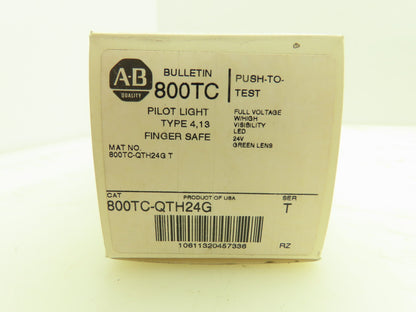 A-B
QUALITY
BULLETIN
800TC
PILOT LIGHT
TYPE 4,13
FINGER SAFE
PUSH-TO-
TEST
FULL VOLTAGE
W/HIGH
VISIBILITY
LED
24V
GREEN LENS
MAT NO.
800TC-QTH24G T
CAT
PRODUCT OF USA
SER
800TC-QTH24G
T
10611320457336
RZ